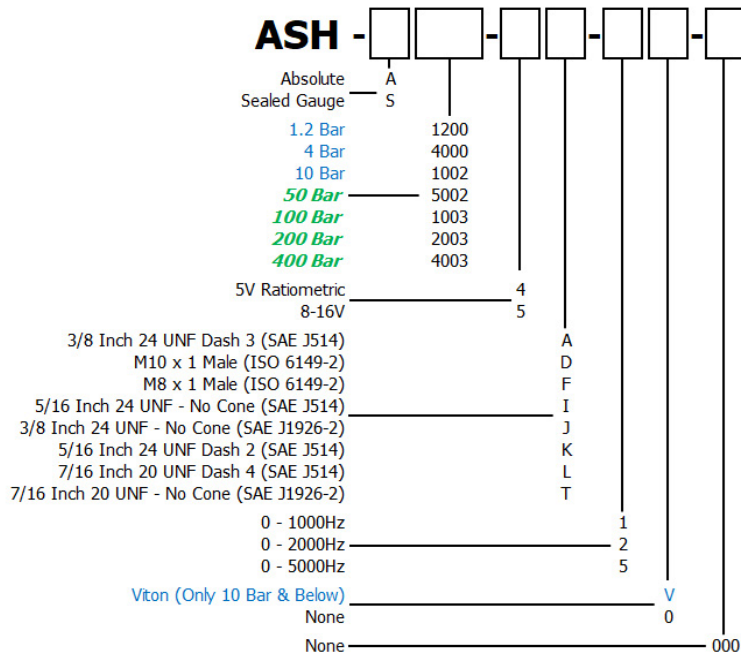 ASH - - - -
Absolute A
Sealed Gauge S
1.2 Bar 1200
4 Bar 4000
10 Bar 1002
50 Bar 5002
100 Bar 1003
200 Bar 2003
400 Bar 4003
5V Ratiometric 4
8-16V 5
3/8 Inch 24 UNF Dash 3 (SAE J514) A
M10 x 1 Male (ISO 6149-2) D
M8 x 1 Male (ISO 6149-2) F
5/16 Inch 24 UNF - No Cone (SAE J514) I
3/8 Inch 24 UNF - No Cone (SAE J1926-2) J
5/16 Inch 24 UNF Dash 2 (SAE J514) K
7/16 Inch 20 UNF Dash 4 (SAE J514) L
7/16 Inch 20 UNF - No Cone (SAE J1926-2) T
0 - 1000Hz 1
0 - 2000Hz 2
0 - 5000Hz 5
Viton (Only 10 Bar & Below) V
None 0
None 000